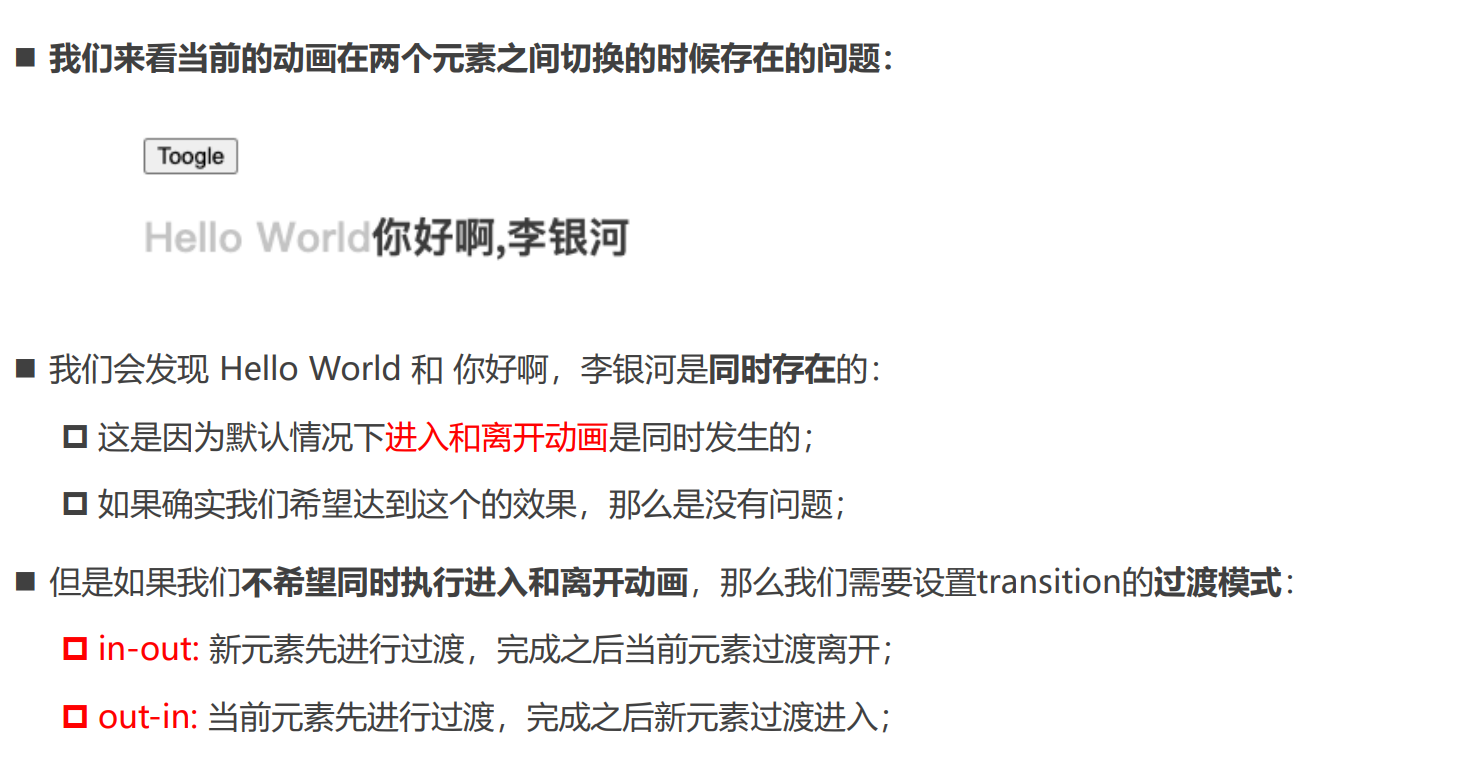 我们来看当前的动画在两个元素之间切换的时候存在的问题：
Toogle
Hello World你好啊,李银河
我们会发现 Hello World 和 你好啊，李银河是同时存在的：
这是因为默认情况下进入和离开动画是同时发生的；
如果确实我们希望达到这个的效果，那么是没有问题；
但是如果我们不希望同时执行进入和离开动画，那么我们需要设置transition的过渡模式：
in-out: 新元素先进行过渡，完成之后当前元素过渡离开；
out-in: 当前元素先进行过渡，完成之后新元素过渡进入；